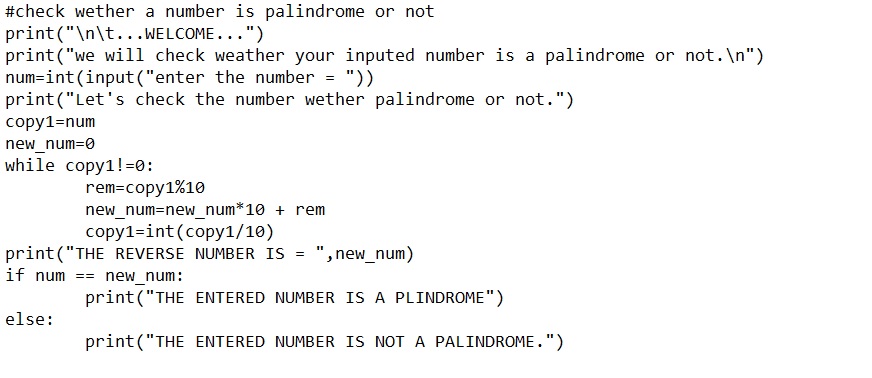 #check wether a number is palindrome or not
print("\n\t...WELCOME...")
print("we will check weather your inputed number is a palindrome or not.\n")
num=int(input("enter the number = "))
print("Let's check the number wether palindrome or not.")
copy1=num
new_num=0
while copy1!=0:
        rem=copy1%10
        new_num=new_num*10 + rem
        copy1=int(copy1/10)
print("THE REVERSE NUMBER IS = ",new_num)
if num == new_num:
        print("THE ENTERED NUMBER IS A PLINDROME")
else:
        print("THE ENTERED NUMBER IS NOT A PALINDROME.")